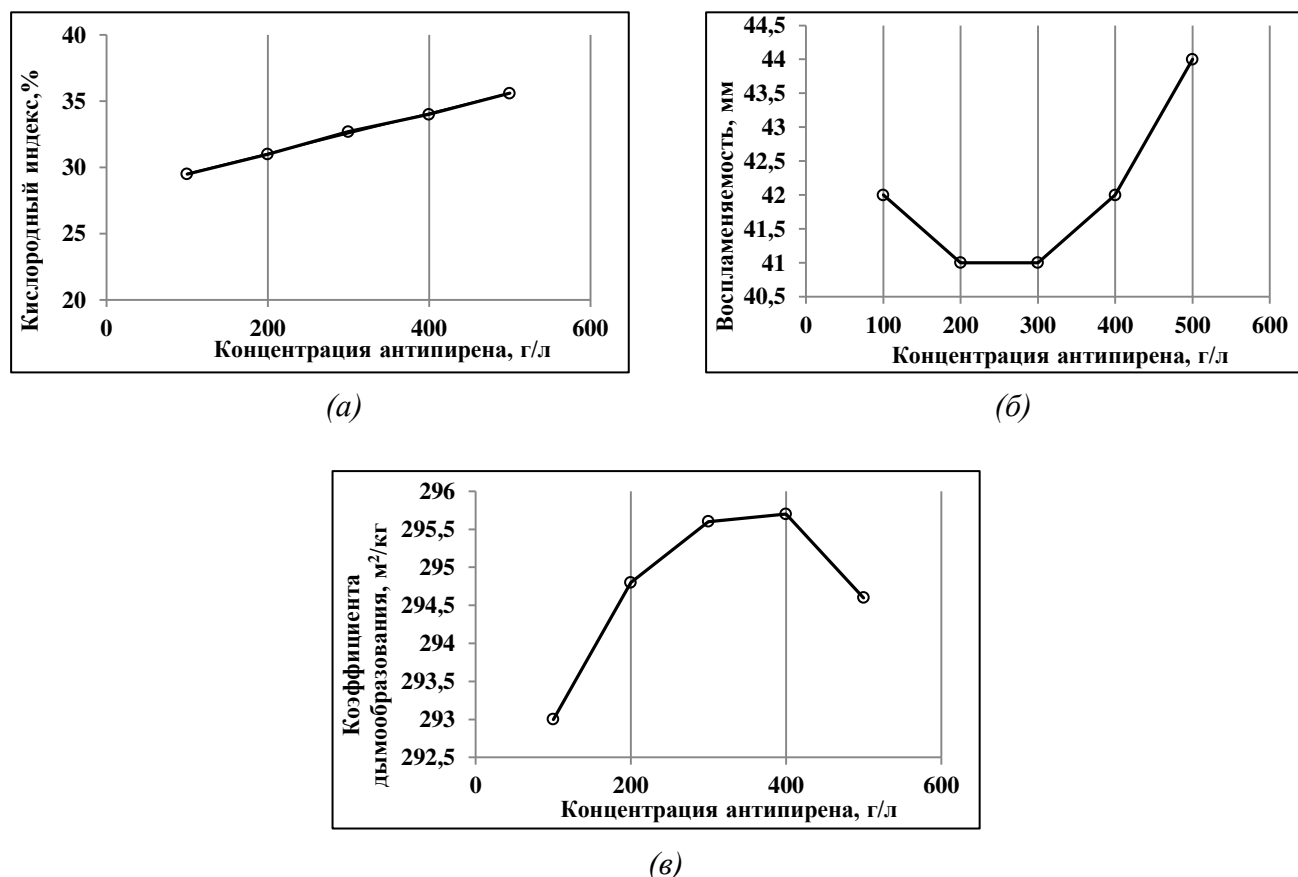 40
35
30
25
20
0 200 400 600
Кислородный индекс,%
Концентрация антипирена, г/л
(а)
44,5
44
43,5
43
42,5
42
41,5
41
40,5
0 100 200 300 400 500 600
Воспламеняемость, мм
Концентрация антипирена, г/л
(б)
296
295,5
295
294,5
294
293,5
293
292,5
0 200 400 600
Коэффициента
дымообразования, м²/кг
Концентрация антипирена, г/л
(в)